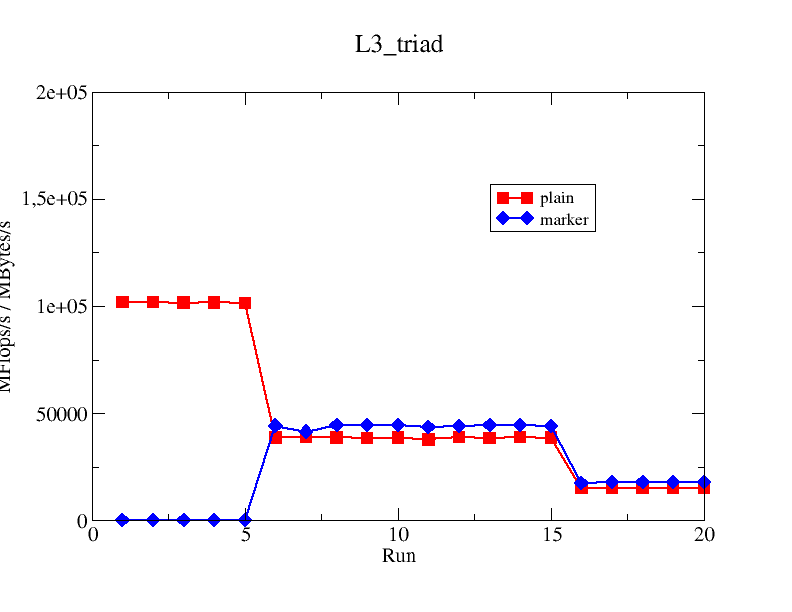 L3_triad
2e+05
1,5e+05
1e+05
50000
0
MFlops/s / MBytes/s
plain
marker
0
5
10
15
20
Run